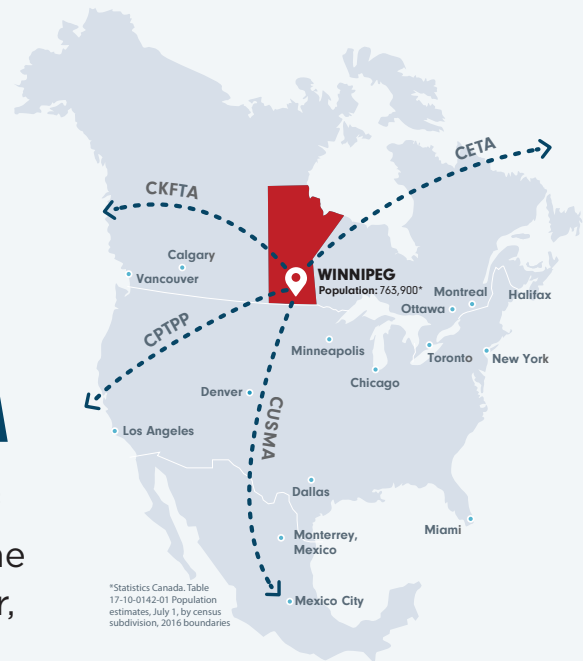 CETA
CKFTA
Calgary
Vancouver
WINNIPEG
Population: 763,900*
Montreal
Halifax
Ottawa
CPTPP
Minneapolis
Toronto
New York
Chicago
Denver
CUSMA
Los Angeles
Dallas
Miami
Monterrey,
Mexico
*Statistics Canada. Table
17-10-0142-01 Population
estimates, July 1, by census
subdivision, 2016 boundaries
Mexico City